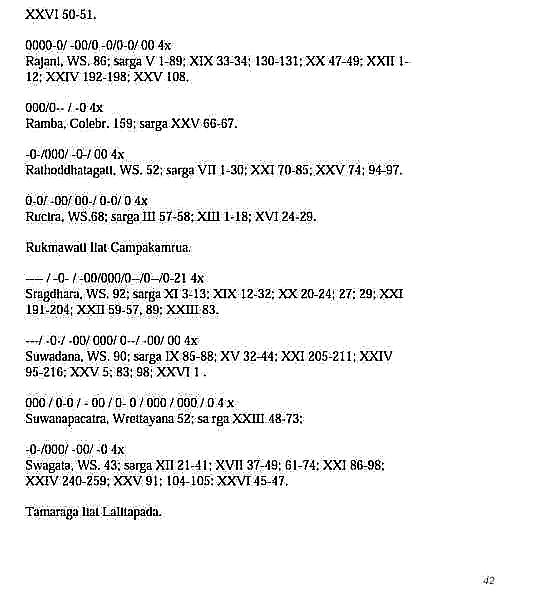 XXVI 50-51.
0000-0/ -00/0 -0/0-0/ 00 4x
Rajani, WS. 86; sarga V 1-89; XIX 33-34; 130-131; XX 47-49; XXII 1-
12; XXIV 192-198; XXV 108.
000/0-- / -0 4x
Ramba, Colebr. 159; sarga XXV 66-67.
-0-/000/ -0-/ 00 4x
Rathoddhatagati, WS. 52; sarga VII 1-30; XXI 70-85; XXV 74; 94-97.
0-0/ -00/ 00-/ 0-0/ 0 4x
Rucira, WS.68; sarga III 57-58; XIII 1-18; XVI 24-29.
Rukmawati liat Campakamrua.
---- / -0- / -00/000/0--/0--/0-21 4x
Sragdhara, WS. 92; sarga XI 3-13; XIX 12-32; XX 20-24; 27; 29; XXI
191-204; XXII 59-57, 89; XXIII 83.
---/ -0-/ -00/ 000/ 0--/ -00/ 00 4x
Suwadana, WS. 90; sarga IX 85-88; XV 32-44; XXI 205-211; XXIV
95-216; XXV 5; 83; 98; XXVI 1 .
000 / 0-0 / - 00 / 0- 0 / 000 / 000 / 0 4 x
Suwanapacatra, Wrettayana 52; sa rga XXIII 48-73;
-0-/000/ -00/ -0 4x
Swagata, WS. 43; sarga XII 21-41; XVII 37-49; 61-74; XXI 86-98;
XXIV 240-259; XXV 91; 104-105: XXVI 45-47.
Tamaraga liat Lalitapada.
42